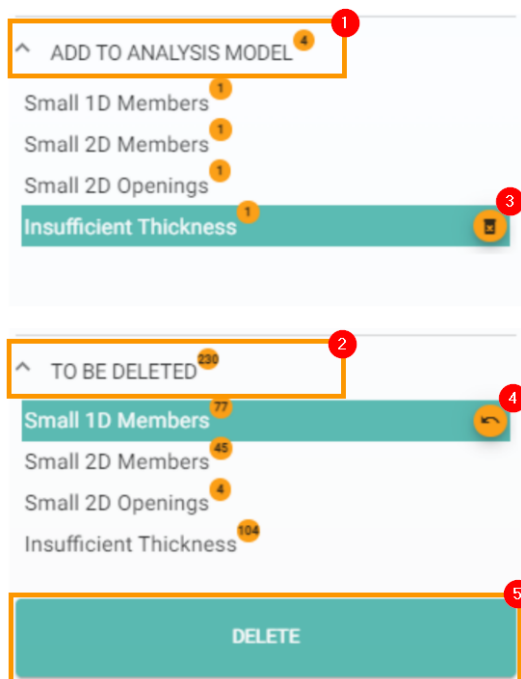 1
ADD TO ANALYSIS MODEL 4
Small 1D Members 1
Small 2D Members 1
Small 2D Openings 1
3
Insufficient Thickness 1
2
TO BE DELETED 230
4
Small 1D Members 77
Small 2D Members 45
Small 2D Openings 4
Insufficient Thickness 104
5
DELETE